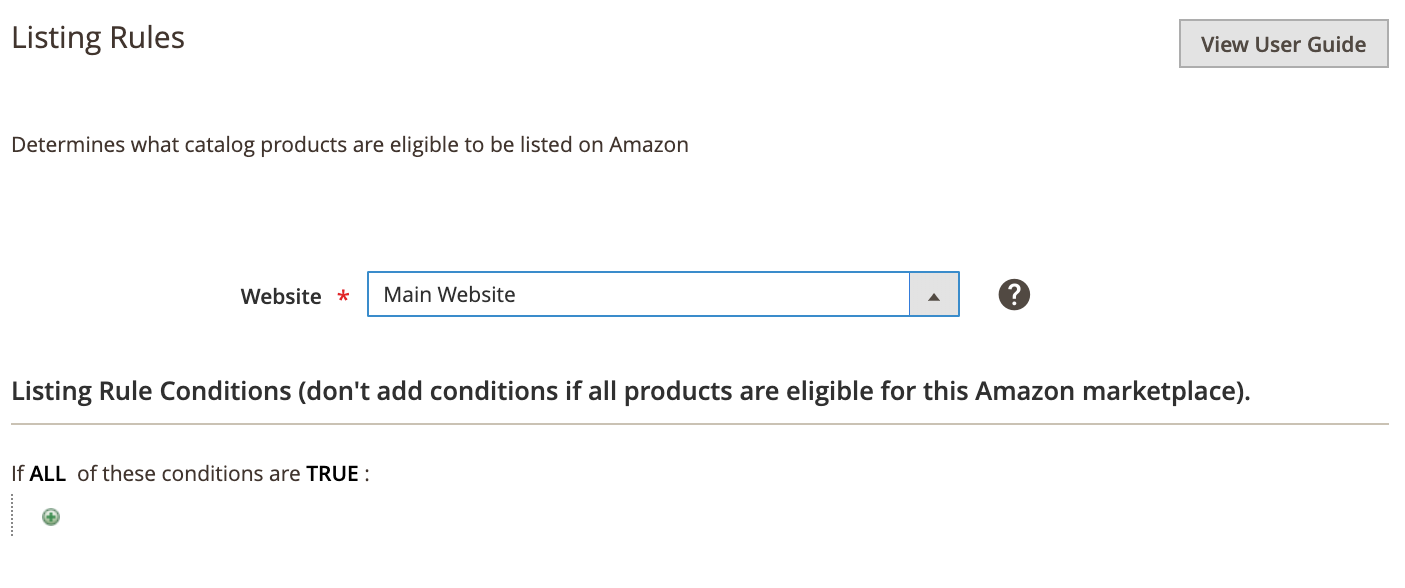 Listing Rules
View User Guide
Determines what catalog products are eligible to be listed on Amazon
Website * Main Website ?
Listing Rule Conditions (don't add conditions if all products are eligible for this Amazon marketplace).
If ALL of these conditions are TRUE :